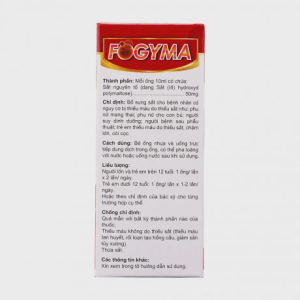 FOGYMA
Thành phần: Mỗi ống 10ml có chứa:
Sắt nguyên tố (dạng Sắt (III) hydroxyd
polymaltose).................................50mg
Chỉ định: Bổ sung sắt cho bệnh nhân có
nguy cơ bị thiếu máu do thiếu sắt như: phụ
nữ mang thai; phụ nữ cho con bú; người
suy dinh dưỡng; người bệnh sau phẫu
thuật, trẻ em thiếu máu do thiếu sắt, chậm
lớn, còi cọc.
Cách dùng: Bẻ ống nhựa và uống trực
tiếp dung dịch trong ống, có thể pha loãng
với nước hoặc uống nước sau khi sử dụng.
Liều lượng:
Người lớn và trẻ em trên 12 tuổi: 1 ống/ lần
x 2 lần/ ngày.
Trẻ em dưới 12 tuổi: 1 ống/ lần x 1-2 lần/
ngày.
Hoặc theo chỉ định của bác sỹ cho từng
trường hợp cụ thể
Chống chỉ định:
Quá mẫn với bất kỳ thành phần nào của
thuốc.
Thiếu máu không do thiếu sắt (thiếu máu
tan huyết, rối loạn tạo hồng cầu, giảm sản
tủy xương).
Thừa sắt.
Các thông tin khác:
Xin xem trong tờ hướng dẫn sử dụng.